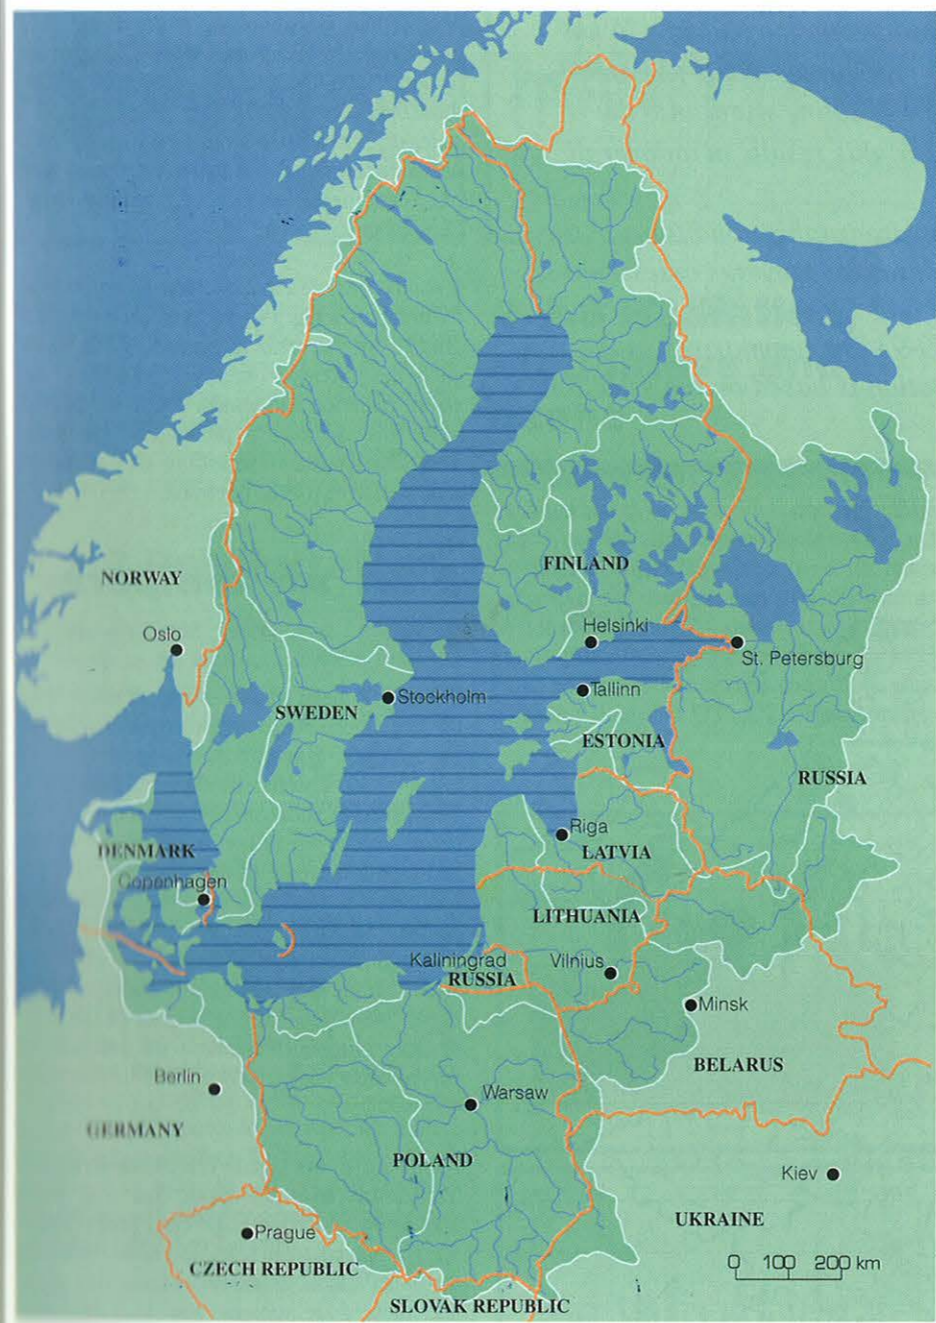 NORWAY
Oslo
FINLAND
Helsinki
St. Petersburg
Tallinn
Stockholm
SWEDEN
ESTONIA
RUSSIA
Riga
LATVIA
DENMARK
Copenhagen
LITHUANIA
Kaliningrad
RUSSIA
Vilnius
Minsk
BELARUS
Berlin
Warsaw
GERMANY
POLAND
Kiev
UKRAINE
Prague
CZECH REPUBLIC
0 100 200 km
SLOVAK REPUBLIC